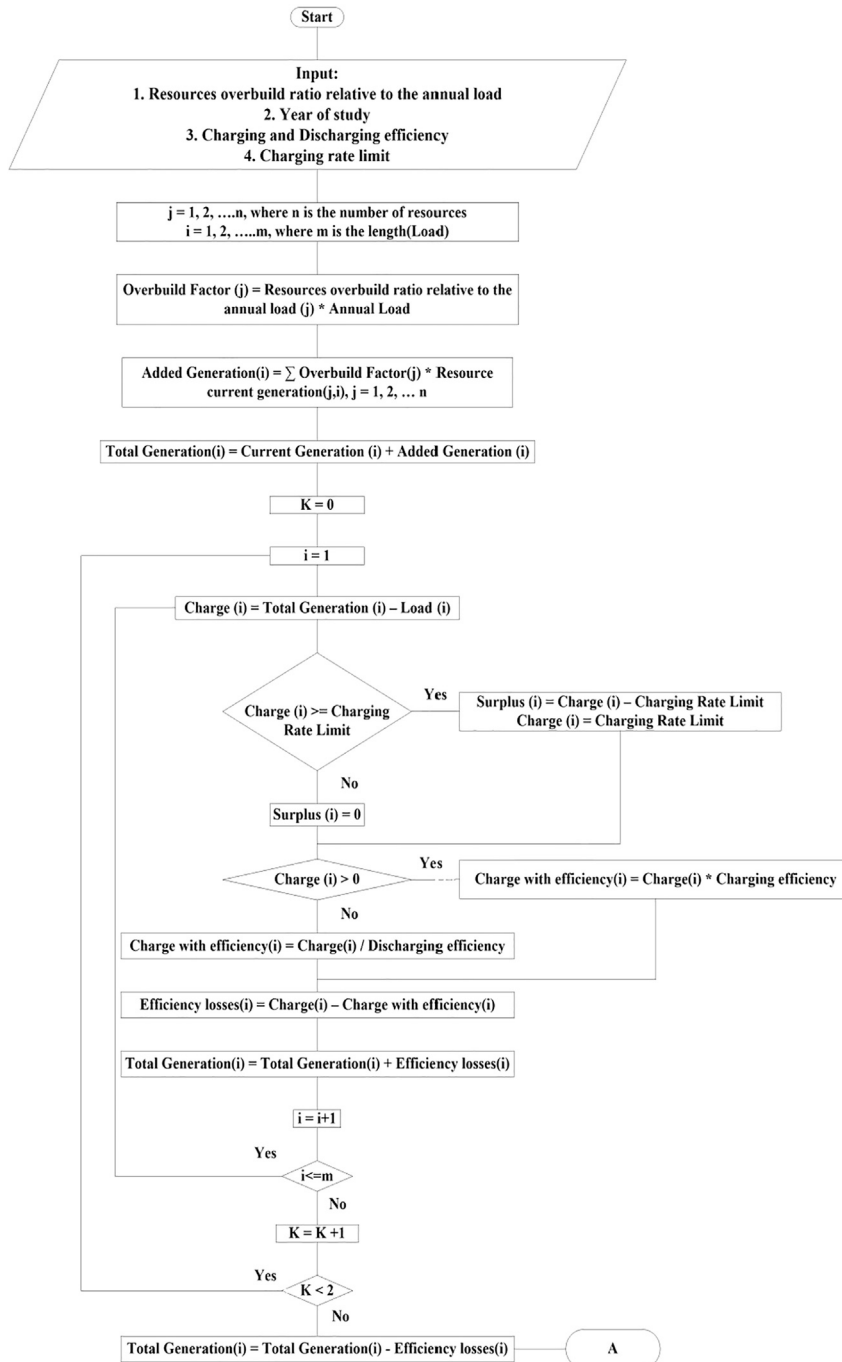 Start
Input:
1. Resources overbuild ratio relative to the annual load
2. Year of study
3. Charging and Discharging efficiency
4. Charging rate limit
j = 1, 2, ….n, where n is the number of resources
i = 1, 2, …..m, where m is the length(Load)
Overbuild Factor (j) = Resources overbuild ratio relative to the
annual load (j) * Annual Load
Added Generation(i) = ∑ Overbuild Factor(j) * Resource
current generation(j,i), j = 1, 2, … n
Total Generation(i) = Current Generation (i) + Added Generation (i)
K = 0
i = 1
Charge (i) = Total Generation (i) – Load (i)
Charge (i) >= Charging
Rate Limit
Yes
Surplus (i) = Charge (i) – Charging Rate Limit
Charge (i) = Charging Rate Limit
No
Surplus (i) = 0
Charge (i) > 0
Yes
Charge with efficiency(i) = Charge(i) * Charging efficiency
No
Charge with efficiency(i) = Charge(i) / Discharging efficiency
Efficiency losses(i) = Charge(i) – Charge with efficiency(i)
Total Generation(i) = Total Generation(i) + Efficiency losses(i)
i = i+1
Yes
i<=m
No
K = K +1
Yes
K < 2
No
Total Generation(i) = Total Generation(i) - Efficiency losses(i)
A